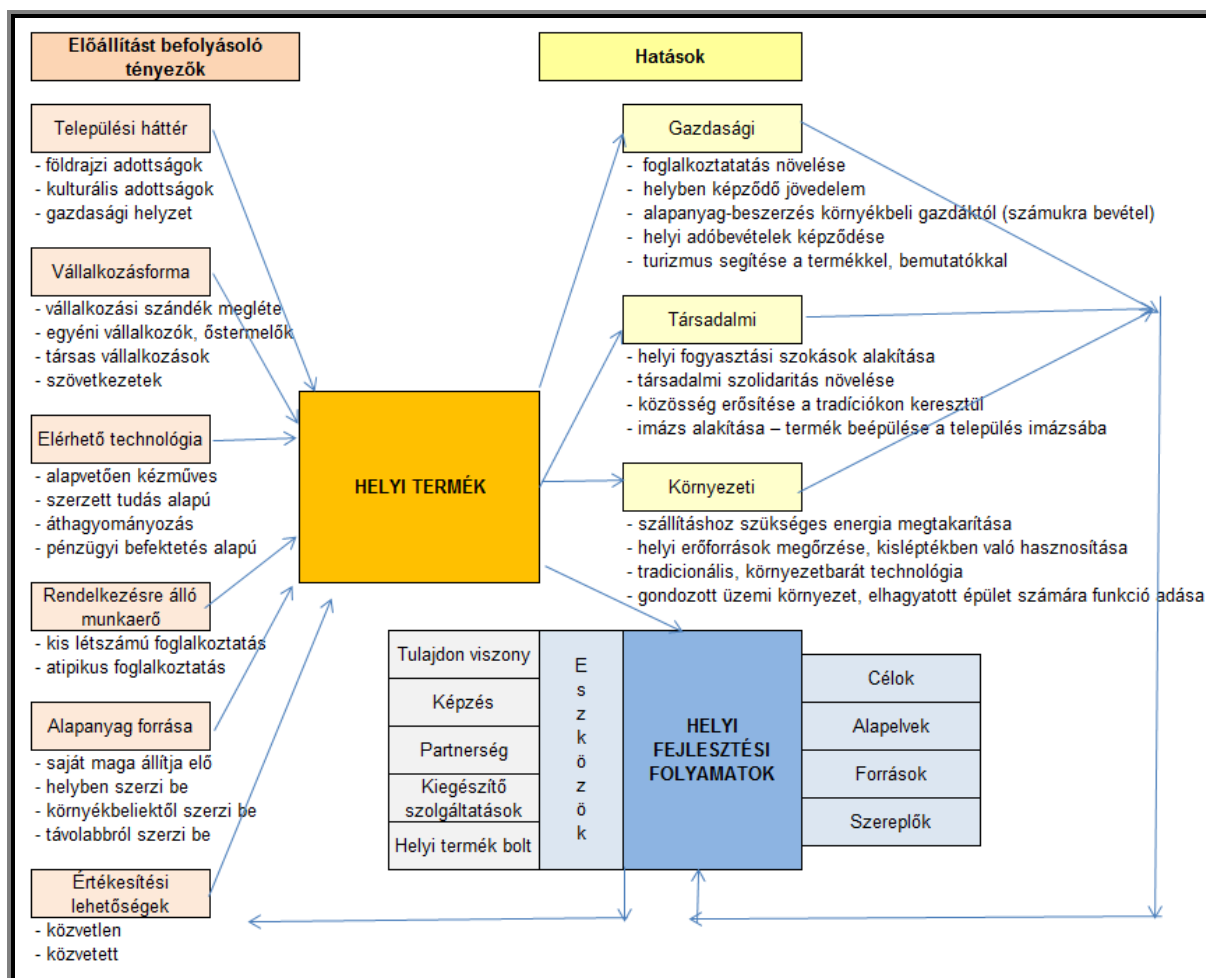 Előállítást befolyásoló
tényezők
Települési háttér
- földrajzi adottságok
- kulturális adottságok
- gazdasági helyzet
Vállalkozásforma
- vállalkozási szándék megléte
- egyéni vállalkozók, őstermelők
- társas vállalkozások
- szövetkezetek
Elérhető technológia
- alapvetően kézműves
- szerzett tudás alapú
- áthagyományozás
- pénzügyi befektetés alapú
Rendelkezésre álló
munkaerő
- kis létszámú foglalkoztatás
- atipikus foglalkoztatás
Alapanyag forrása
- saját maga állítja elő
- helyben szerzi be
- környékbeliektől szerzi be
- távolabbról szerzi be
Értékesítési
lehetőségek
- közvetlen
- közvetett
HELYI TERMÉK
Hatások
Gazdasági
- foglalkoztatatás növelése
- helyben képződő jövedelem
- alapanyag-beszerzés környékbeli gazdáktól (számukra bevétel)
- helyi adóbevételek képződése
- turizmus segítése a termékkel, bemutatókkal
Társadalmi
- helyi fogyasztási szokások alakítása
- társadalmi szolidaritás növelése
- közösség erősítése a tradíciókon keresztül
- imázs alakítása – termék beépülése a település imázsába
Környezeti
- szállításhoz szükséges energia megtakarítása
- helyi erőforrások megőrzése, kisléptékben való hasznosítása
- tradicionális, környezetbarát technológia
- gondozott üzemi környezet, elhagyatott épület számára funkció adása
Tulajdon viszony
Képzés
Partnerség
Kiegészítő
szolgáltatások
Helyi termék bolt
E
s
z
k
ö
z
ö
k
HELYI
FEJLESZTÉSI
FOLYAMATOK
Célok
Alapelvek
Források
Szereplők